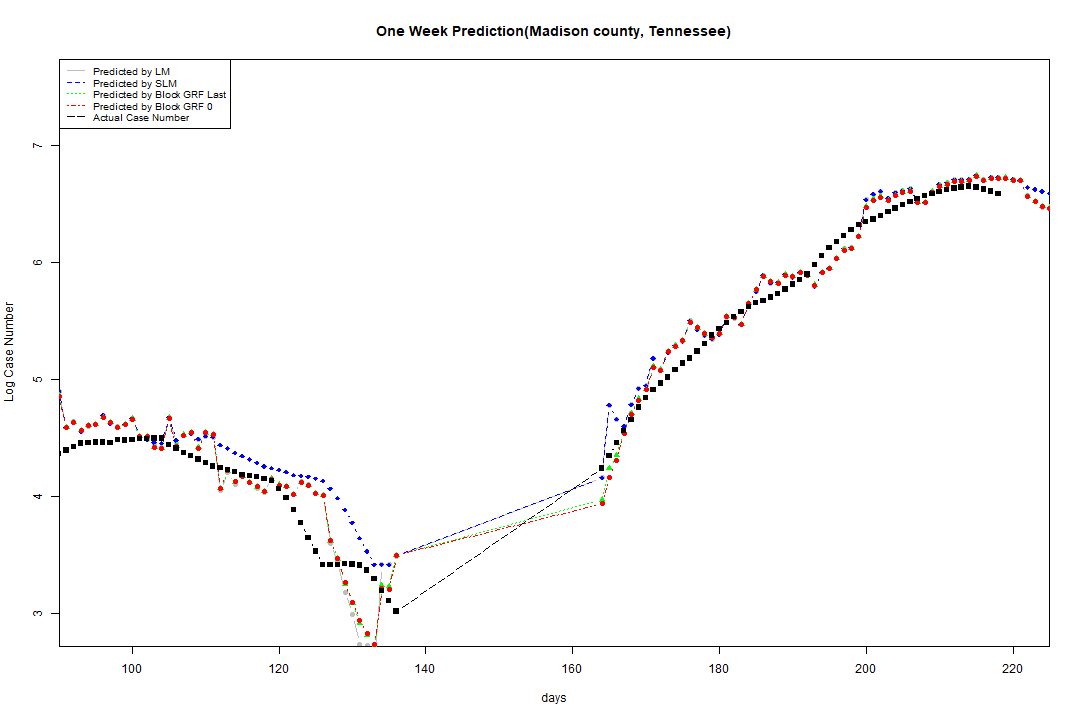 One Week Prediction(Madison county, Tennessee)
Predicted by LM
Predicted by SLM
Predicted by Block GRF Last
Predicted by Block GRF 0
Actual Case Number
7
6
5
4
3
Log Case Number
100 120 140 160 180 200 220
days